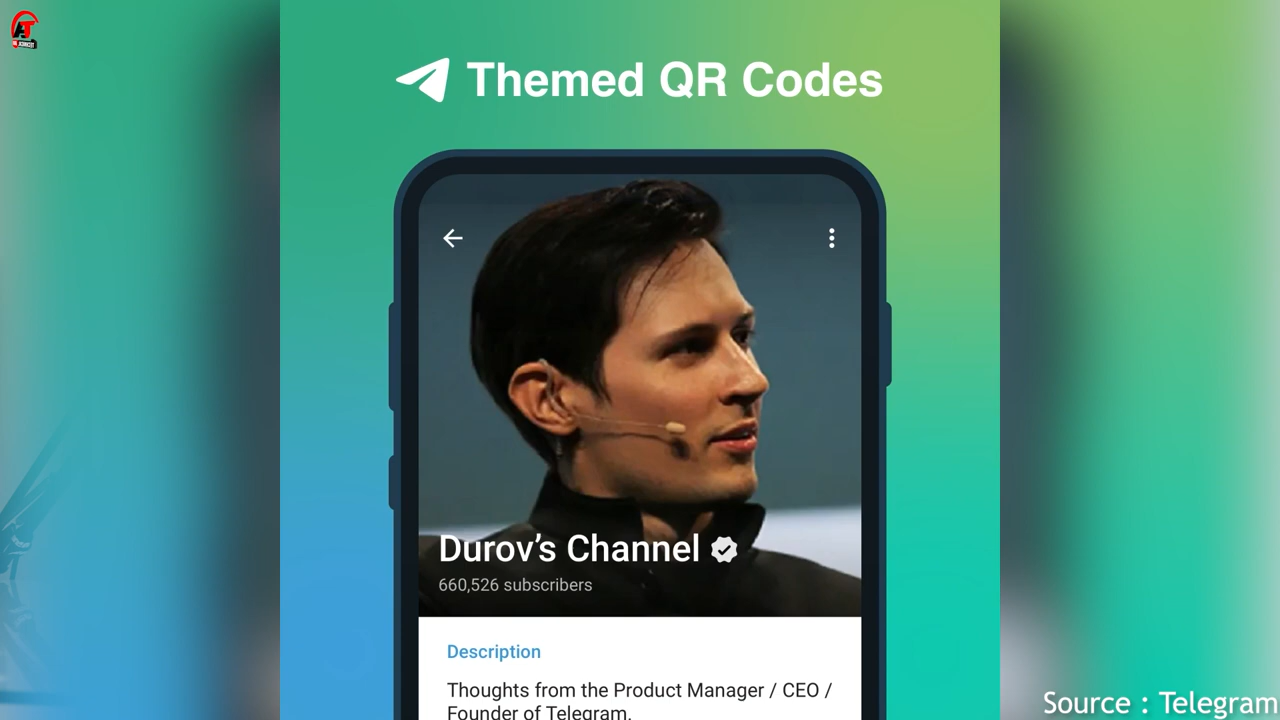 Themed QR Codes
Durov's Channel
660,526 subscribers
Description
Thoughts from the Product Manager / CEO /
Founder of Telegram.
Source : Telegram